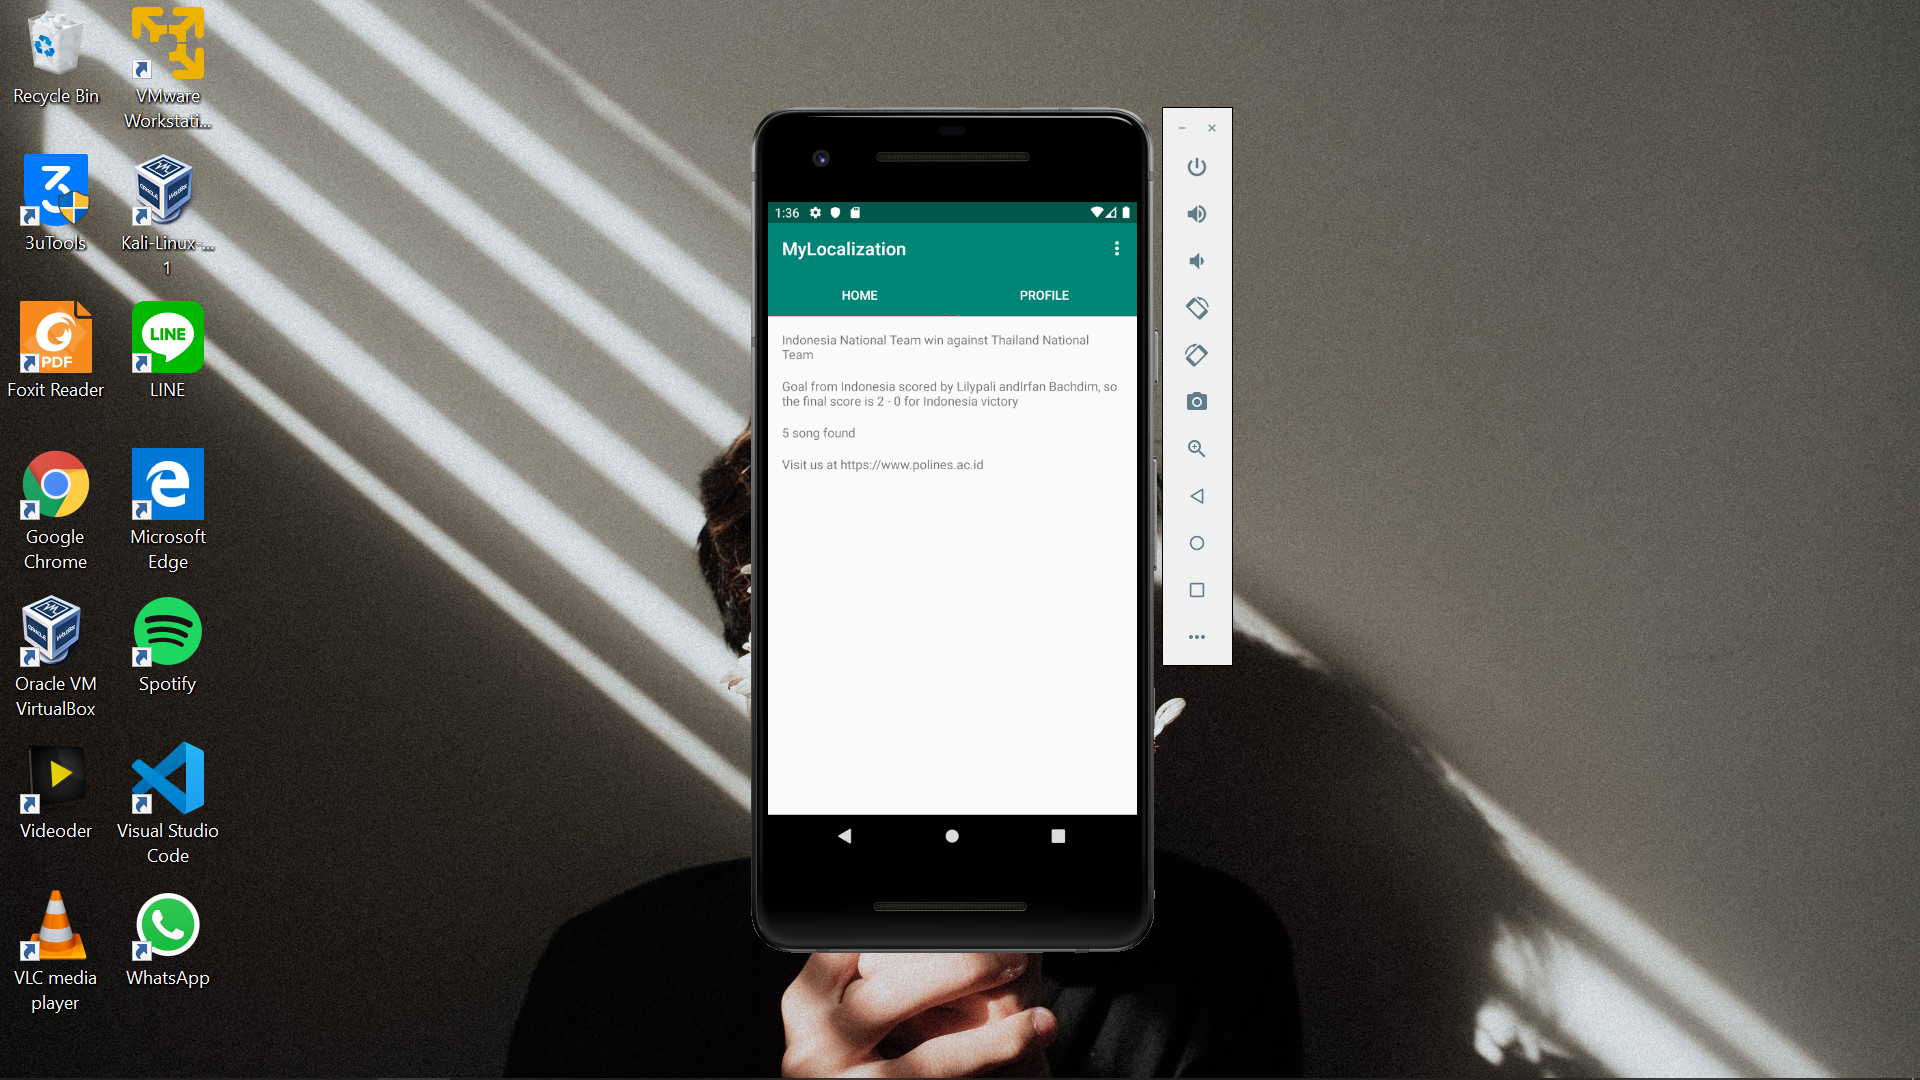 Recycle Bin
VMware
Workstati...
3uTools
Kali-Linux-...
1
PDF
Foxit Reader
LINE
LINE
Google
Chrome
Microsoft
Edge
Oracle VM
VirtualBox
Spotify
Videoder
Visual Studio
Code
VLC media
player
WhatsApp
1:36
MyLocalization
HOME
PROFILE
Indonesia National Team win against Thailand National
Team
Goal from Indonesia scored by Lilypali andIrfan Bachdim, so
the final score is 2 - 0 for Indonesia victory
5 song found
Visit us at https://www.polines.ac.id